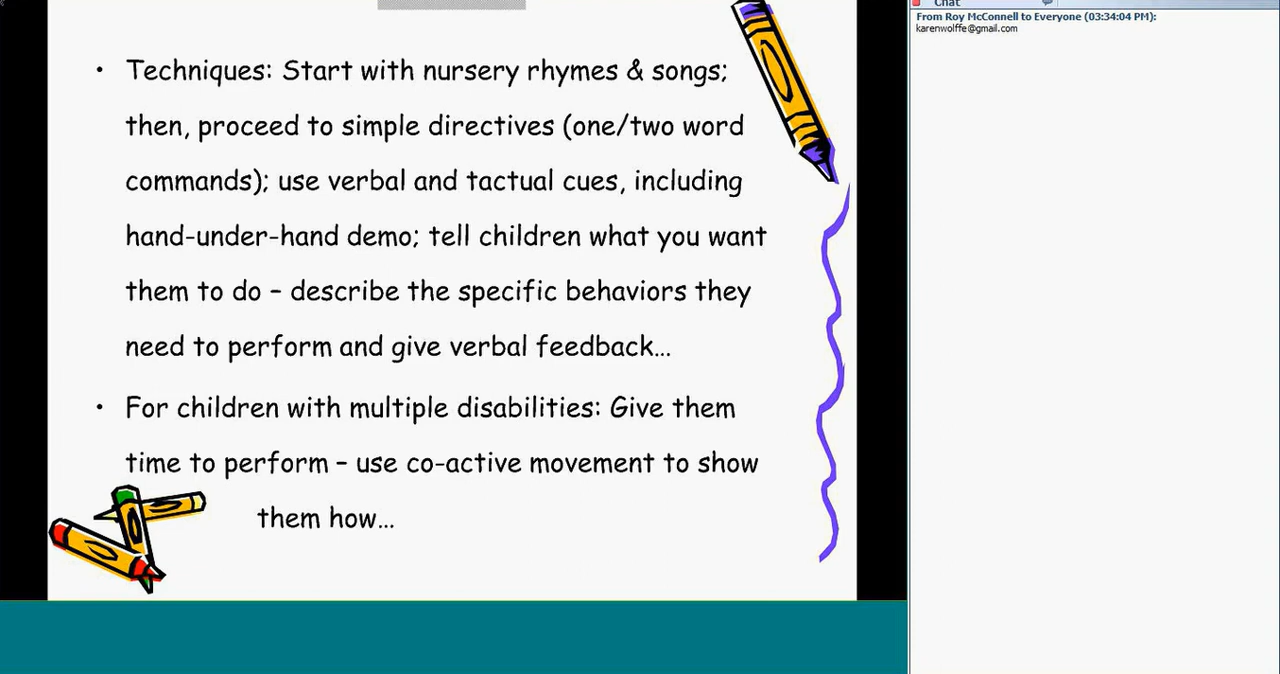 • Techniques: Start with nursery rhymes & songs;
then, proceed to simple directives (one/two word
commands); use verbal and tactual cues, including
hand-under-hand demo; tell children what you want
them to do – describe the specific behaviors they
need to perform and give verbal feedback…
• For children with multiple disabilities: Give them
time to perform – use co-active movement to show
them how…
Chat
From Roy McConnell to Everyone (03:34:04 PM):
karenwolffe@gmail.com